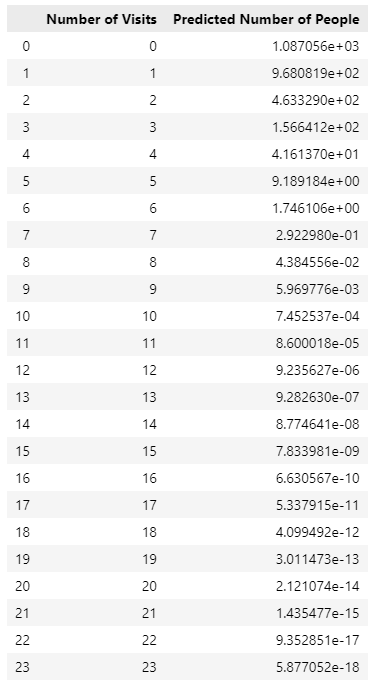 Number of Visits Predicted Number of People
0 0 1.087056e+03
1 1 9.680819e+02
2 2 4.633290e+02
3 3 1.566412e+02
4 4 4.161370e+01
5 5 9.189184e+00
6 6 1.746106e+00
7 7 2.922980e-01
8 8 4.384556e-02
9 9 5.969776e-03
10 10 7.452537e-04
11 11 8.600018e-05
12 12 9.235627e-06
13 13 9.282630e-07
14 14 8.774641e-08
15 15 7.833981e-09
16 16 6.630567e-10
17 17 5.337915e-11
18 18 4.099492e-12
19 19 3.011473e-13
20 20 2.121074e-14
21 21 1.435477e-15
22 22 9.352851e-17
23 23 5.877052e-18